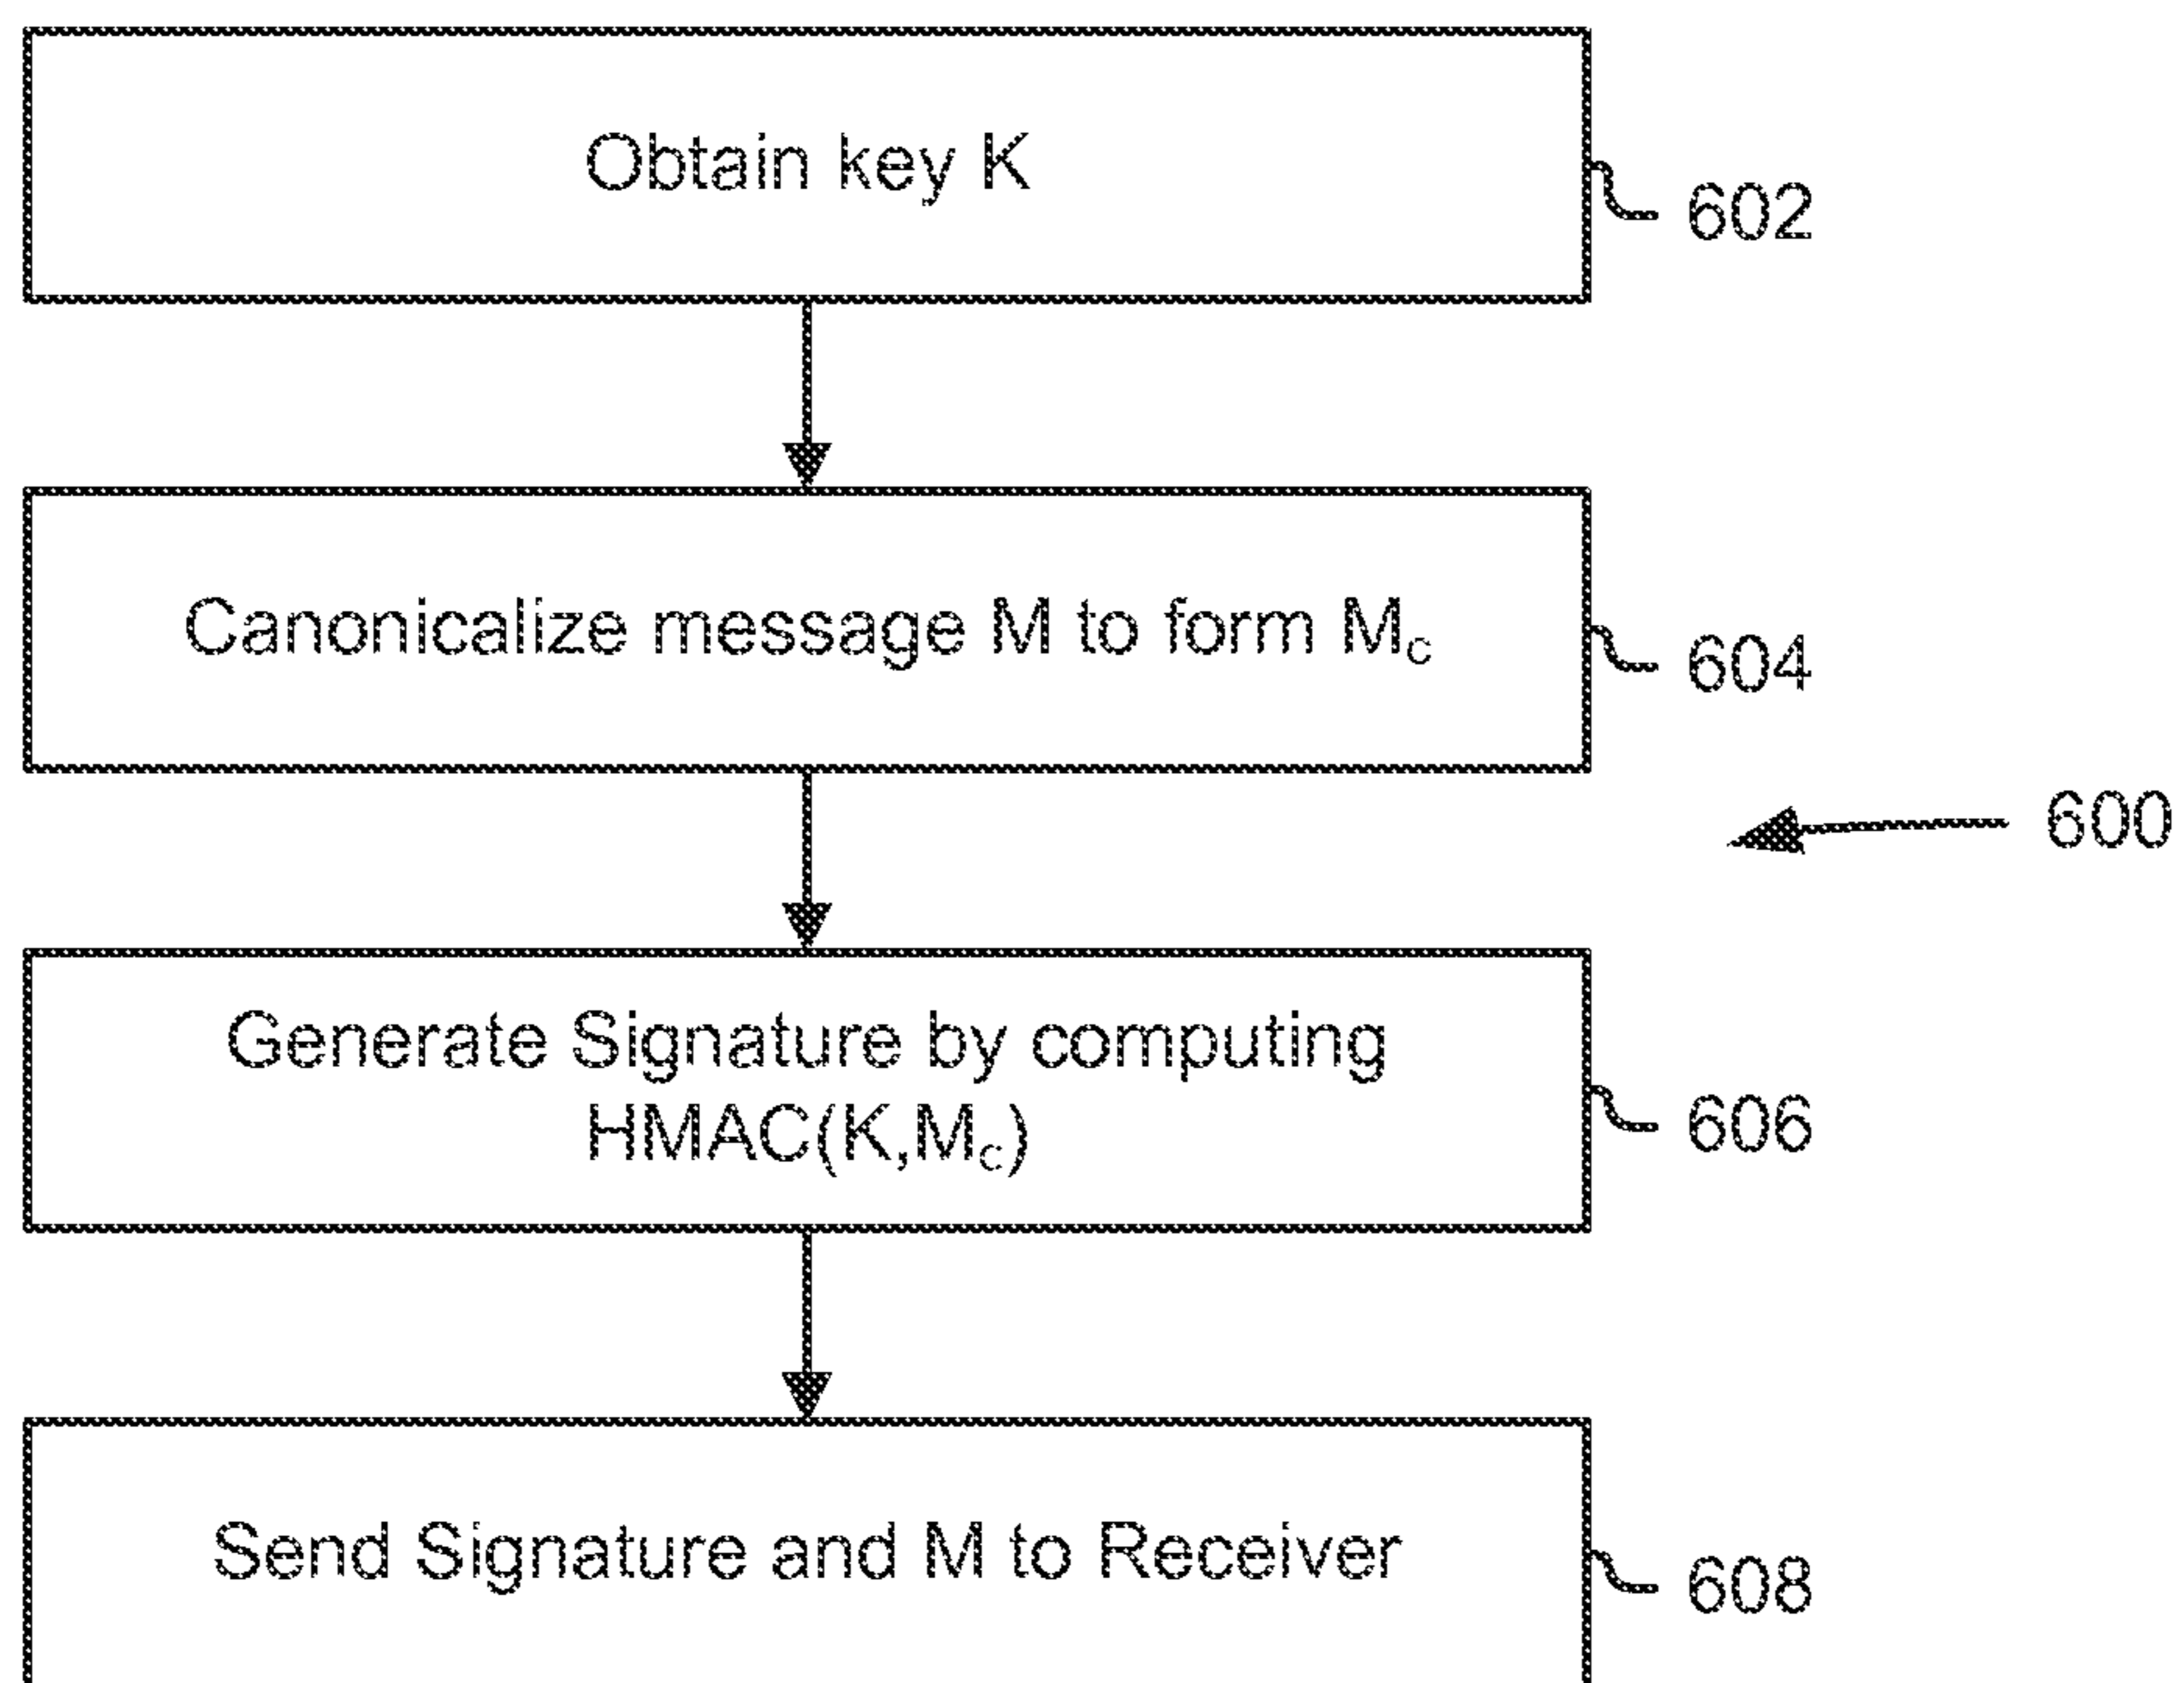 Obtain key K
602
Canonicalize message M to form Mc
604
600
Generate Signature by computing
HMAC(K,Mc)
606
Send Signature and M to Receiver
608